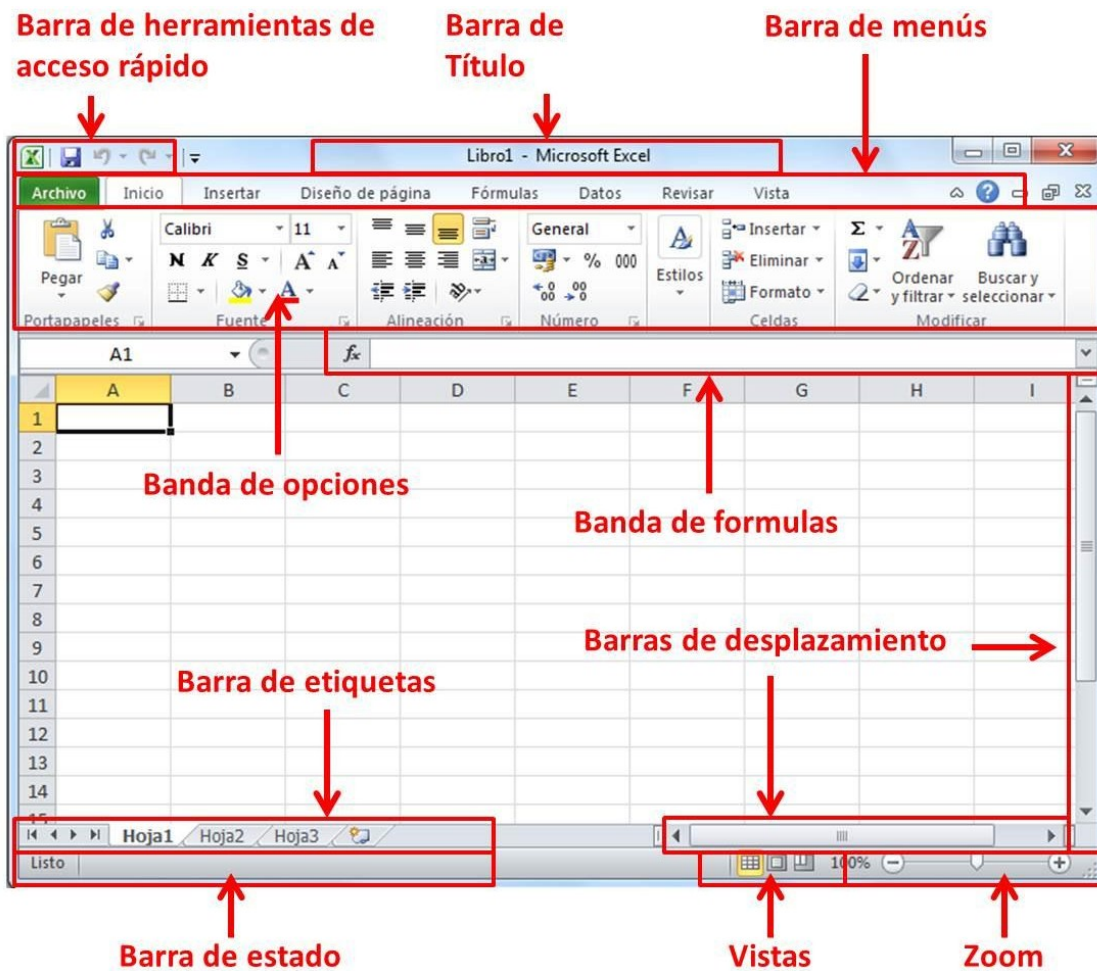 Barra de herramientas de
acceso rápido
Barra de
Título
Barra de menús
Libro1 - Microsoft Excel
Archivo Inicio Insertar Diseño de página Fórmulas Datos Revisar Vista
Calibri 11 General Insertar Σ
N K S A A % 000 Eliminar
Pegar Estilos Ordenar y filtrar Buscar y seleccionar
A Formato
Portapapeles Fuente Alineación Número Celdas Modificar
A1 fx
A B C D E F G H I
1
2
3
Banda de opciones
4
Banda de formulas
5
6
7
8
Barras de desplazamiento
9
10
Barra de etiquetas
11
12
13
14
15
Hoja1 Hoja2 Hoja3
Listo 100%
Barra de estado
Vistas
Zoom